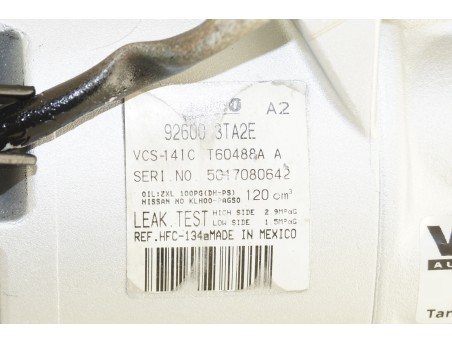 A2
92600 3TA2E
VCS-14IC T60488A A
SERI.NO 5017080642
OIL:ZXL 100PG(DH-PS)
NISSAN NO KLH00-PAGS0 120 cm³
LEAK.TEST HIGH SIDE 2.9MPaG
LOW SIDE 1.5MPaG
REF.HFC-134aMADE IN MEXICO